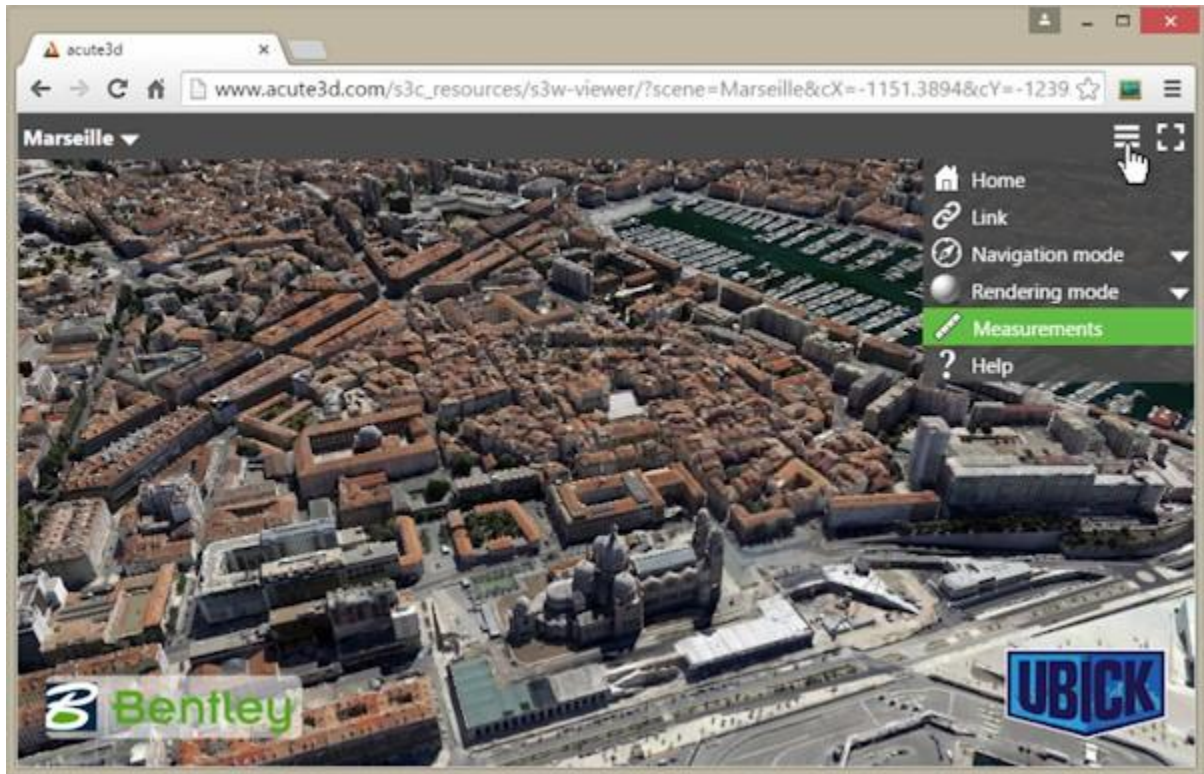 acute3d
www.acute3d.com/s3c_resources/s3w-viewer/?scene=Marseille&cX=-1151.3894&cY=-1239
Marseille
Home
Link
Navigation mode
Rendering mode
Measurements
Help
Bentley
UBICK